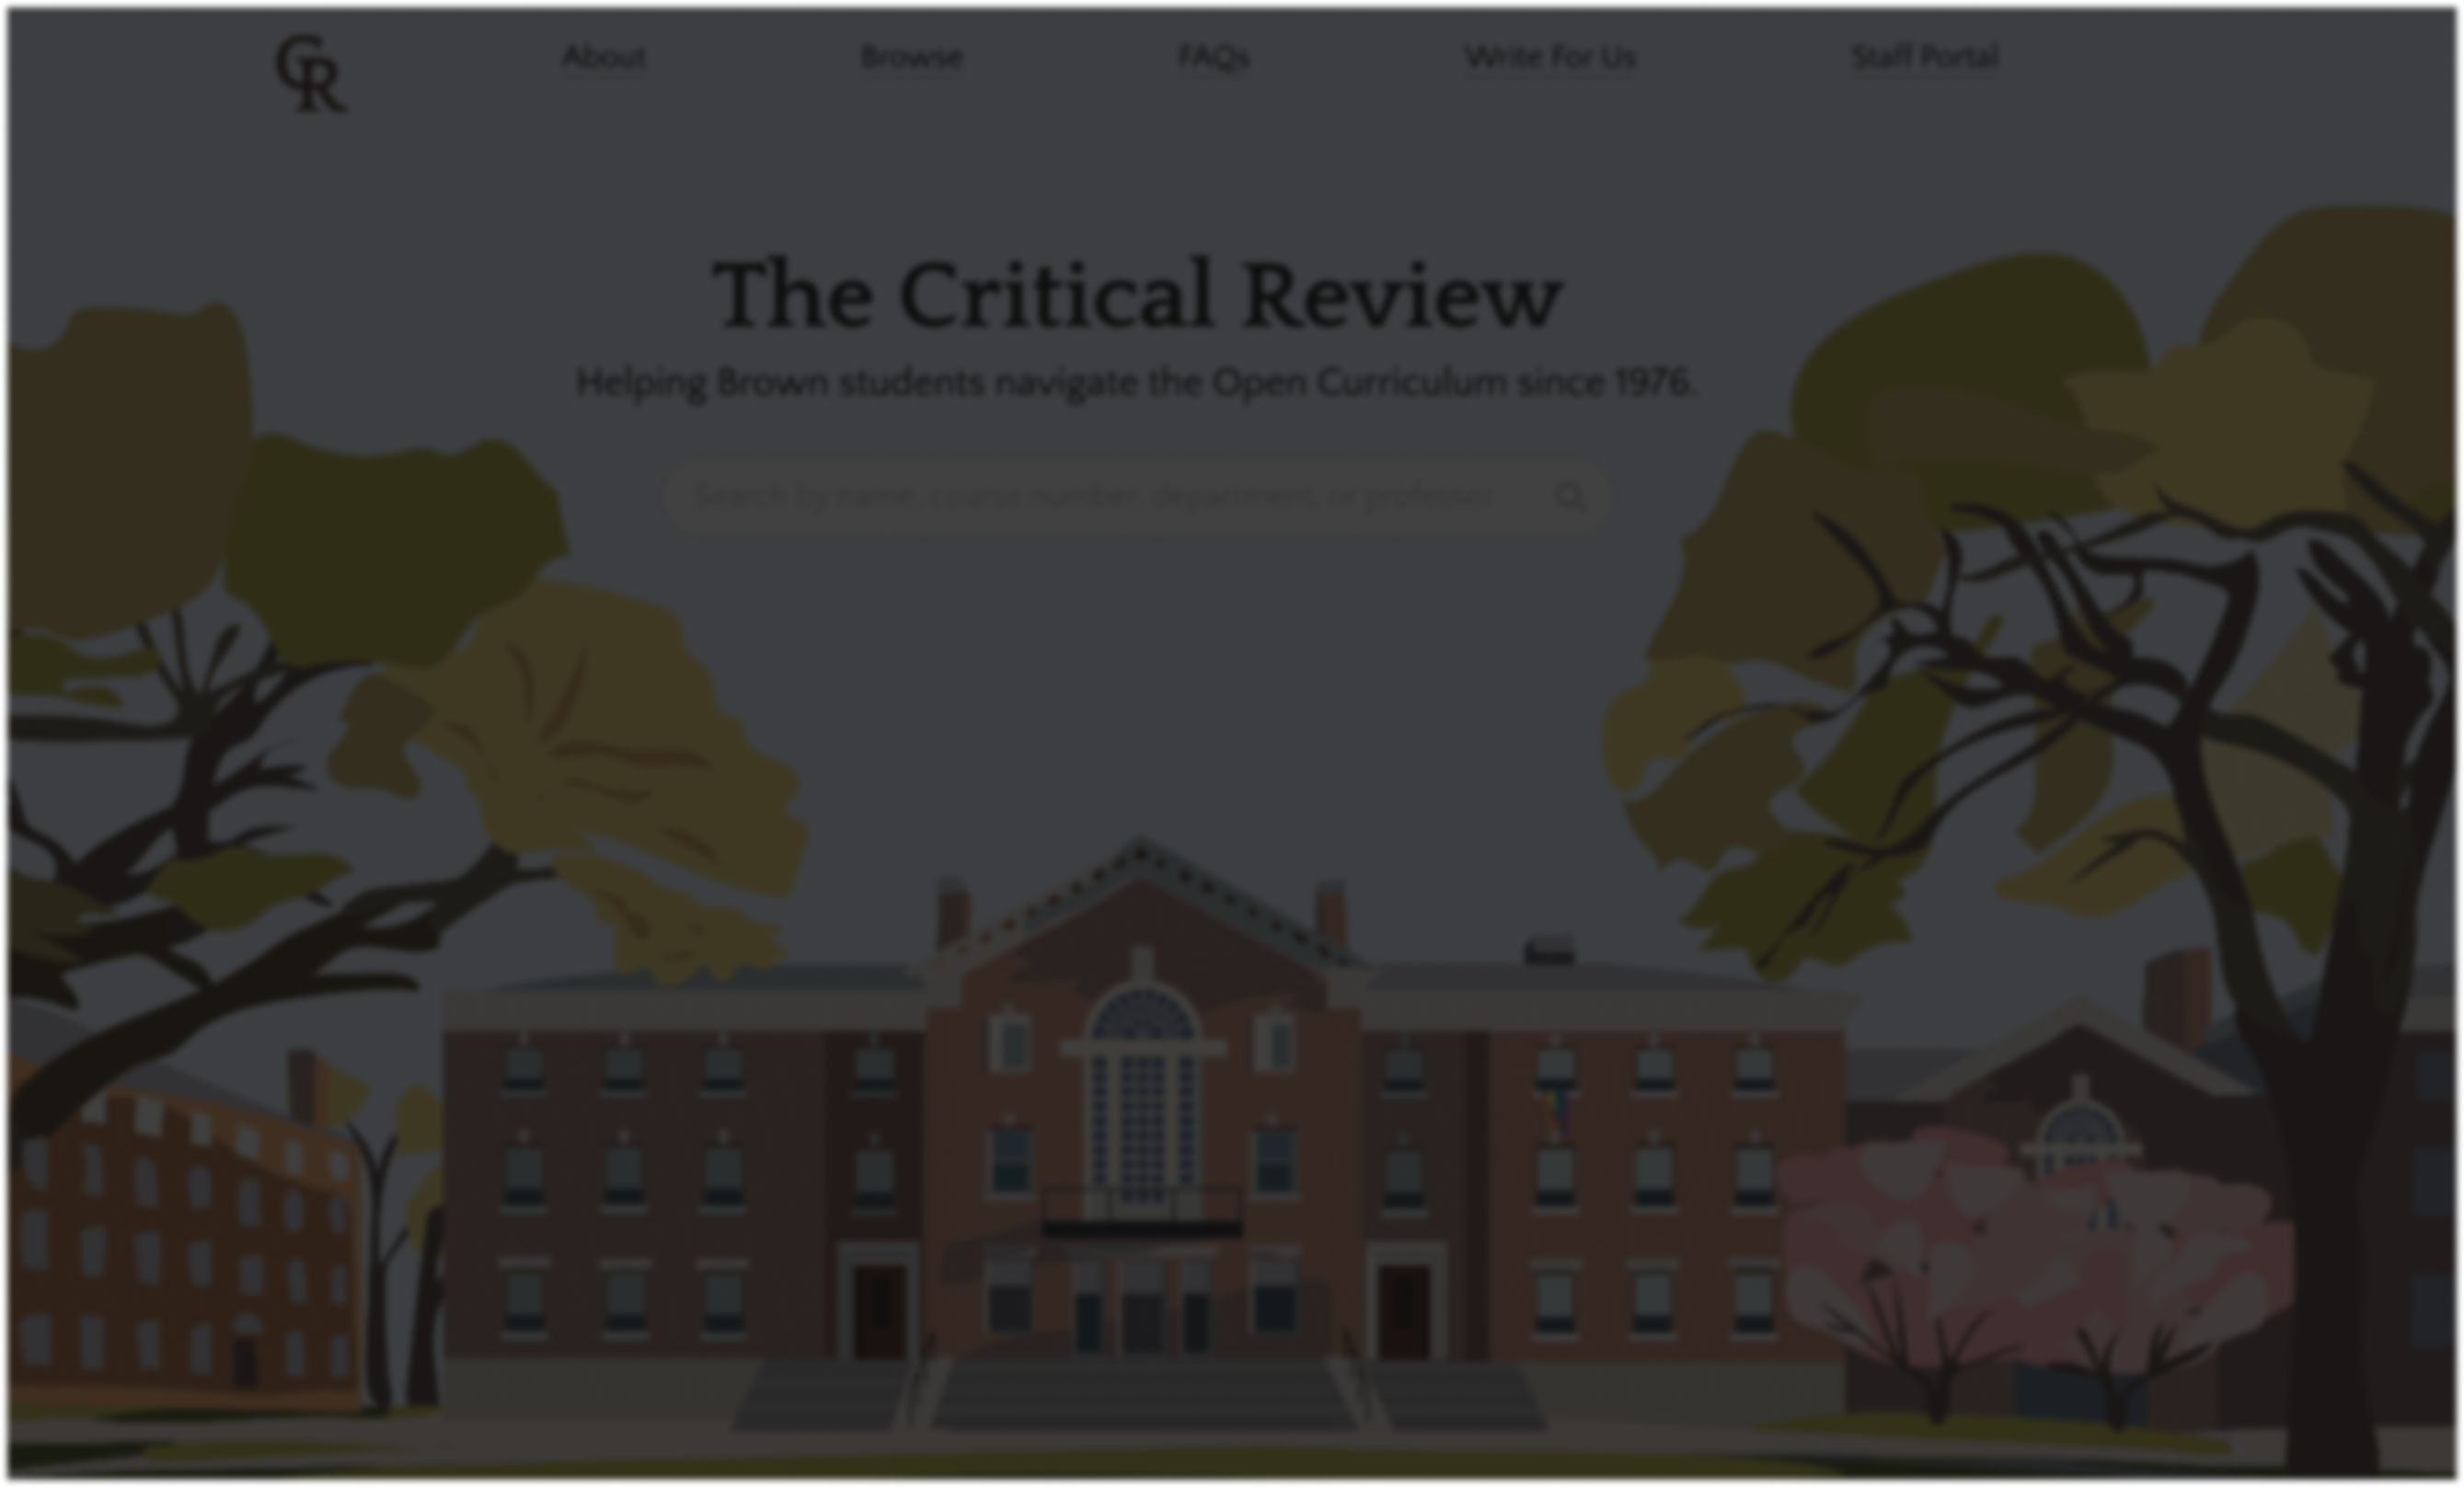 CR
About Browse FAQs Write For Us Staff Portal
The Critical Review
Helping Brown students navigate the Open Curriculum since 1976.
Search by name, course number, department, or professor